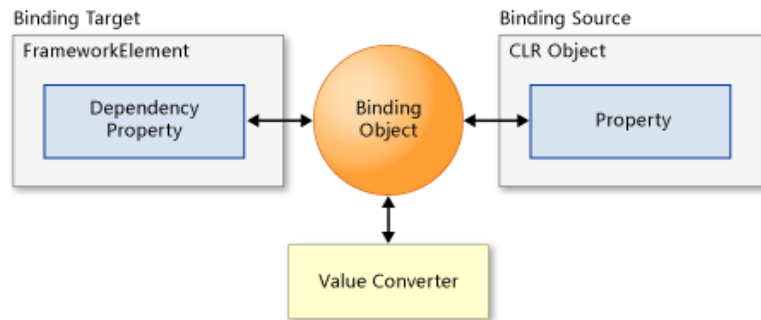 Binding Target
Binding Source
FrameworkElement
CLR Object
Dependency
Property
Binding
Object
Property
Value Converter